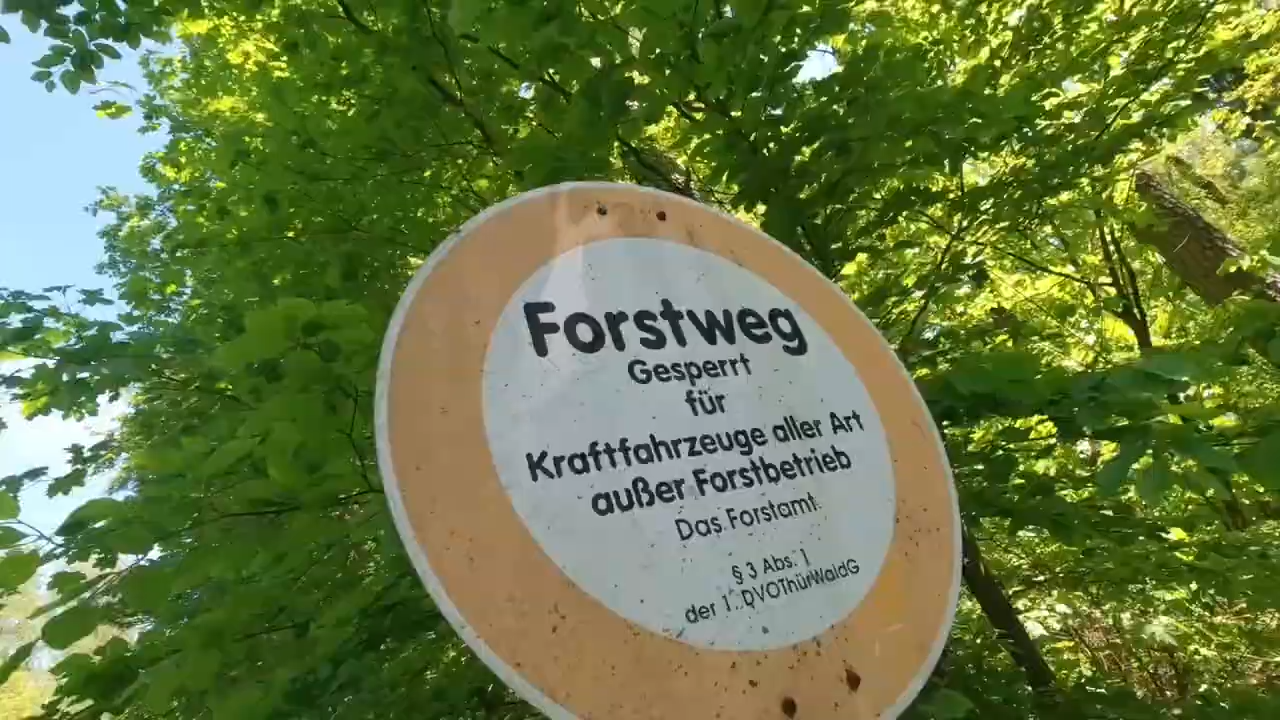 Forstweg
Gesperrt
für
Kraftfahrzeuge aller Art
außer Forstbetrieb
Das Forstamt
§ 3 Abs. 1
der 1. DVOThürWaldG